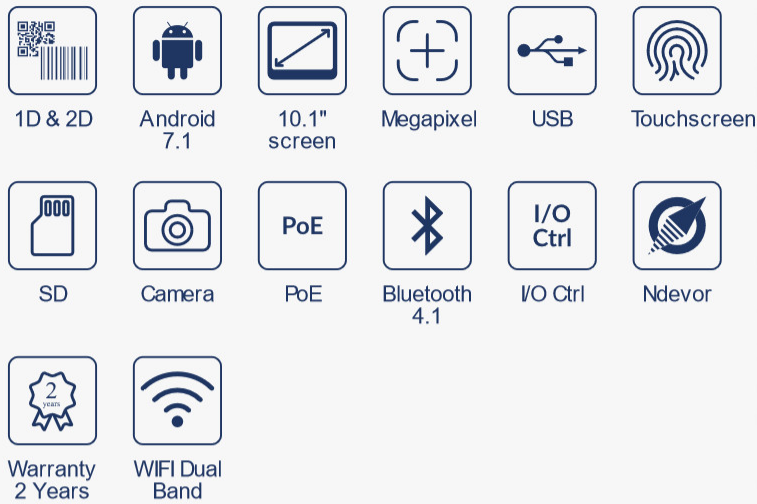 1D & 2D
Android
7.1
10.1"
screen
Megapixel
USB
Touchscreen
PoE
I/O
Ctrl
SD
Camera
PoE
Bluetooth
4.1
I/O Ctrl
Ndevor
2
years
Warranty
2 Years
WIFI Dual
Band